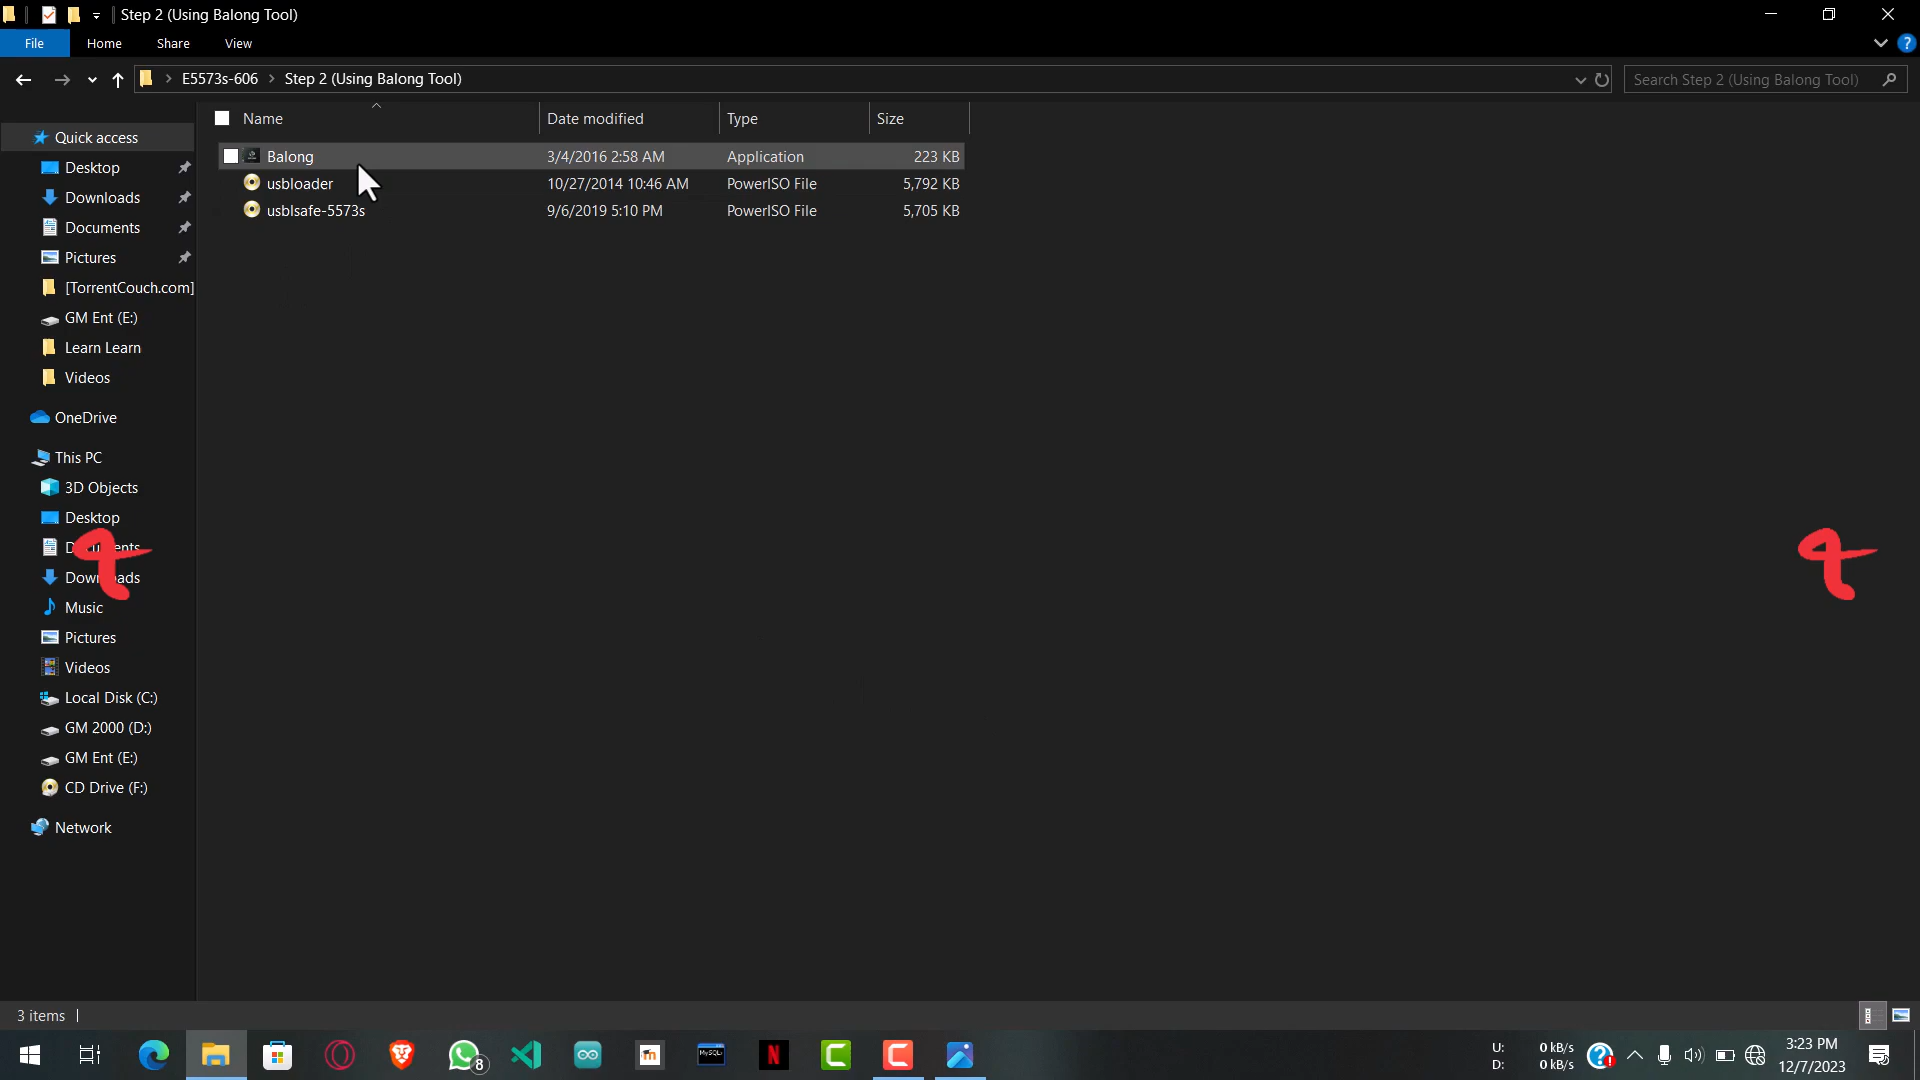 Step 2 (Using Balong Tool)
File Home Share View
E5573s-606 Step 2 (Using Balong Tool)
Search Step 2 (Using Balong Tool)
Name Date modified Type Size
Balong 3/4/2016 2:58 AM Application 223 KB
usbloader 10/27/2014 10:46 AM PowerISO File 5,792 KB
usblsafe-5573s 9/6/2019 5:10 PM PowerISO File 5,705 KB
Quick access
Desktop
Downloads
Documents
Pictures
[TorrentCouch.com]
GM Ent (E:)
Learn Learn
Videos
OneDrive
This PC
3D Objects
Desktop
Documents
Downloads
Music
Pictures
Videos
Local Disk (C:)
GM 2000 (D:)
GM Ent (E:)
CD Drive (F:)
Network
3 items
8
m
MySQL
N
C
C
U: 0 kB/s
D: 0 kB/s
3:23 PM
12/7/2023